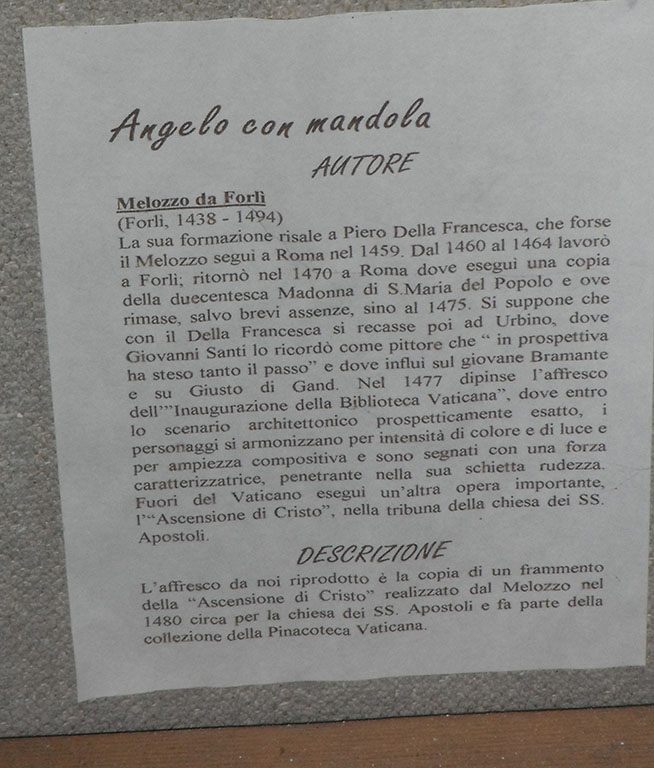 Angelo con mandola
AUTORE
Melozzo da Forlì
(Forlì, 1438 - 1494)
La sua formazione risale a Piero Della Francesca, che forse
il Melozzo seguì a Roma nel 1459. Dal 1460 al 1464 lavorò
a Forlì; ritornò nel 1470 a Roma dove eseguì una copia
della duecentesca Madonna di S.Maria del Popolo e ove
rimase, salvo brevi assenze, sino al 1475. Si suppone che
con il Della Francesca si recasse poi ad Urbino, dove
Giovanni Santi lo ricordò come pittore che “ in prospettiva
ha steso tanto il passo” e dove influì sul giovane Bramante
e su Giusto di Gand. Nel 1477 dipinse l’affresco
dell’”Inaugurazione della Biblioteca Vaticana”, dove entro
lo scenario architettonico prospetticamente esatto, i
personaggi si armonizzano per intensità di colore e di luce e
per ampiezza compositiva e sono segnati con una forza
caratterizzatrice, penetrante nella sua schietta rudezza.
Fuori del Vaticano eseguì un’altra opera importante,
l’“Ascensione di Cristo”, nella tribuna della chiesa dei SS.
Apostoli.
DESCRIZIONE
L’affresco da noi riprodotto è la copia di un frammento
della “Ascensione di Cristo” realizzato dal Melozzo nel
1480 circa per la chiesa dei SS. Apostoli e fa parte della
collezione della Pinacoteca Vaticana.